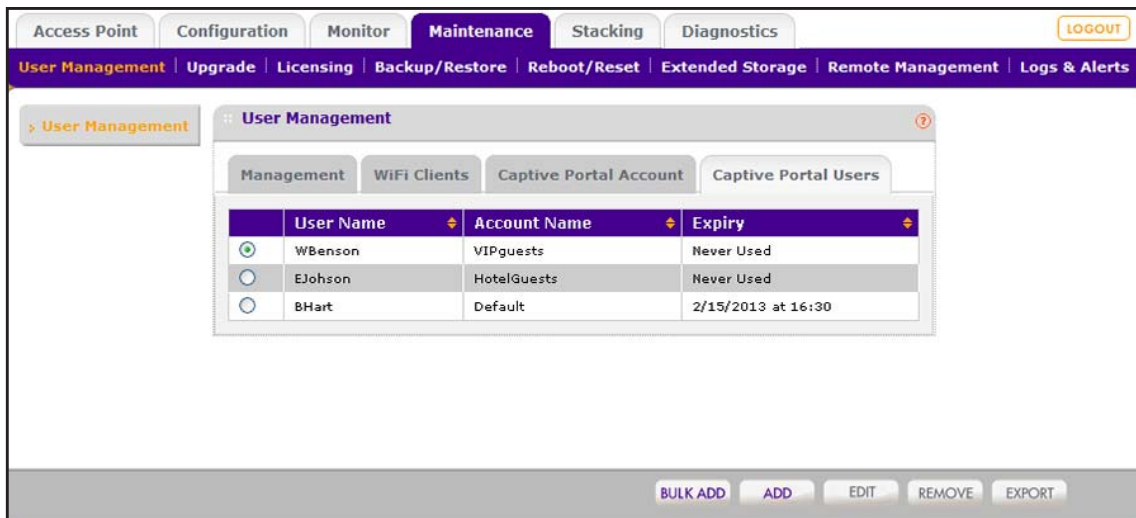 Access Point Configuration Monitor Maintenance Stacking Diagnostics LOGOUT
User Management Upgrade Licensing Backup/Restore Reboot/Reset Extended Storage Remote Management Logs & Alerts
> User Management
User Management ?
Management WiFi Clients Captive Portal Account Captive Portal Users
User Name Account Name Expiry
WBenson VIPguests Never Used
EJohson HotelGuests Never Used
BHart Default 2/15/2013 at 16:30
BULK ADD ADD EDIT REMOVE EXPORT